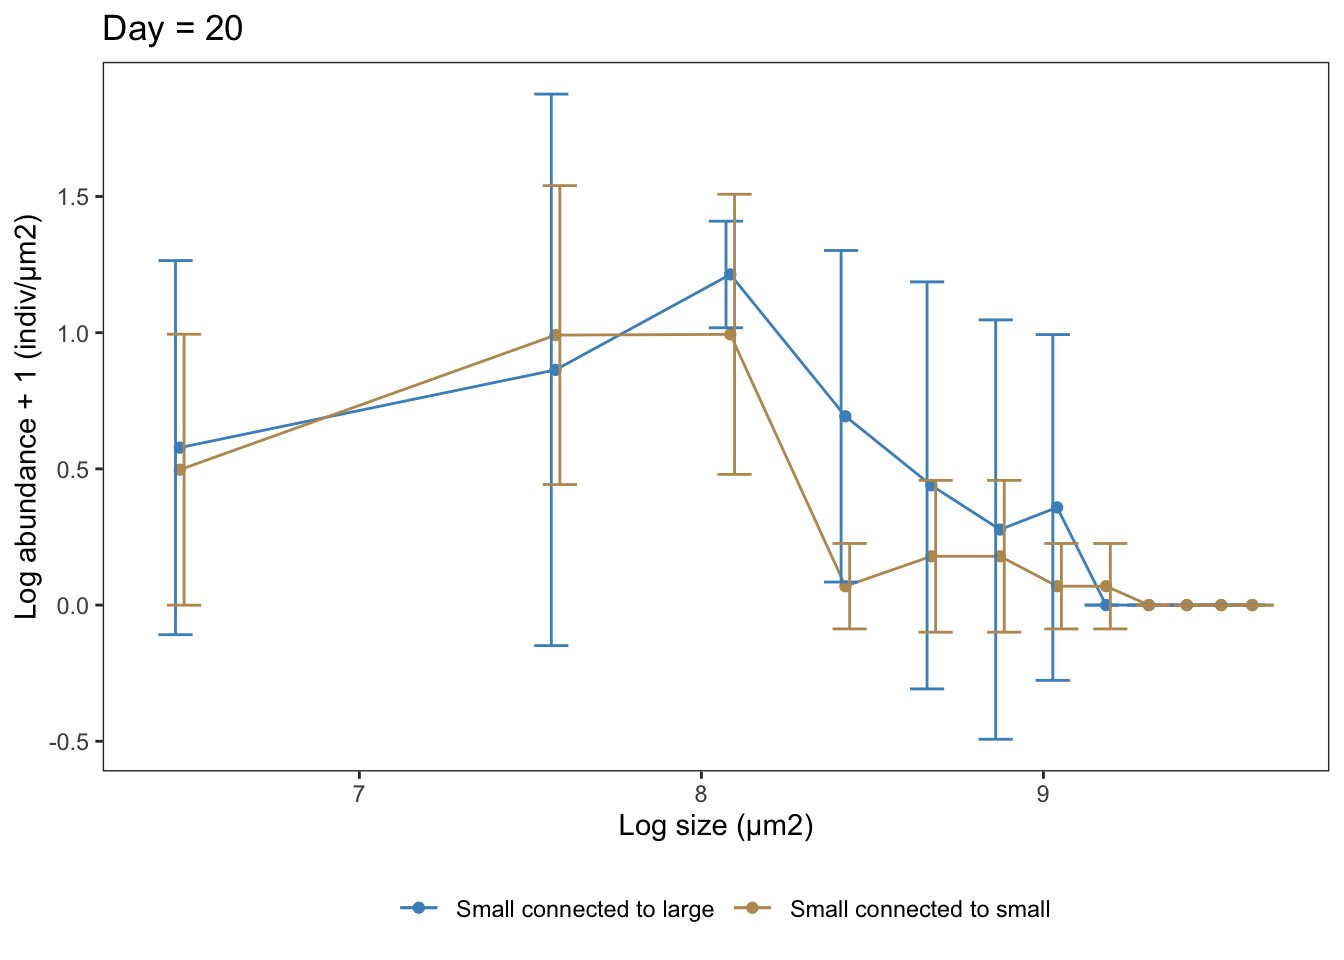 Day = 20
Log abundance + 1 (indiv/µm2)
1.5
1.0
0.5
0.0
-0.5
7 8 9
Log size (µm2)
Small connected to large Small connected to small